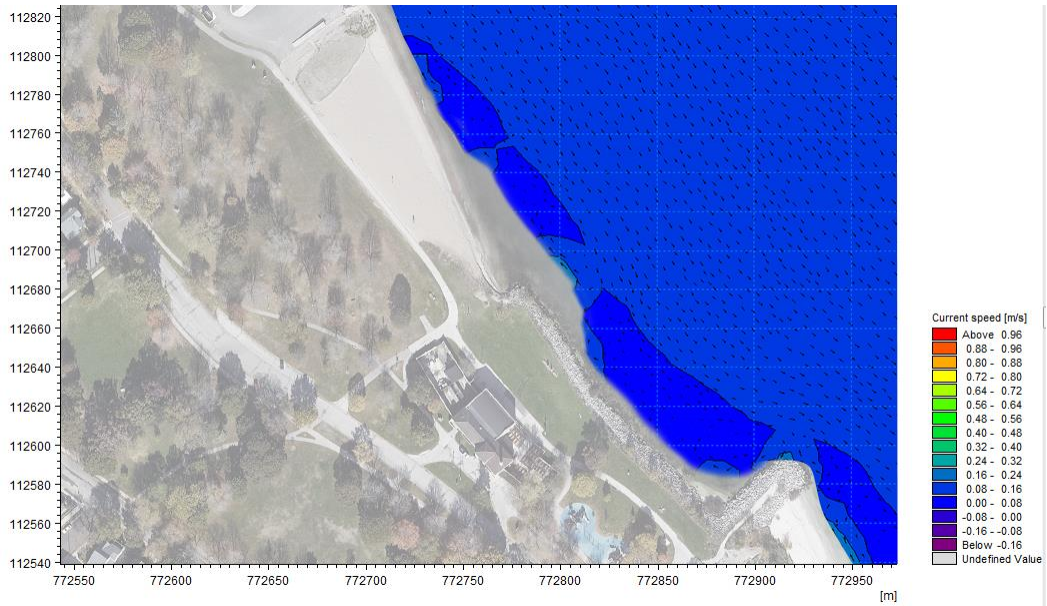 112820
112800
112780
112760
112740
112720
112700
112680
112660
112640
112620
112600
112580
112560
112540
772550
772600
772650
772700
772750
772800
772850
772900
772950
[m]
Current speed [m/s]
Above 0.96
0.88 - 0.96
0.80 - 0.88
0.72 - 0.80
0.64 - 0.72
0.56 - 0.64
0.48 - 0.56
0.40 - 0.48
0.32 - 0.40
0.24 - 0.32
0.16 - 0.24
0.08 - 0.16
0.00 - 0.08
-0.08 - 0.00
-0.16 - -0.08
Below -0.16
Undefined Value